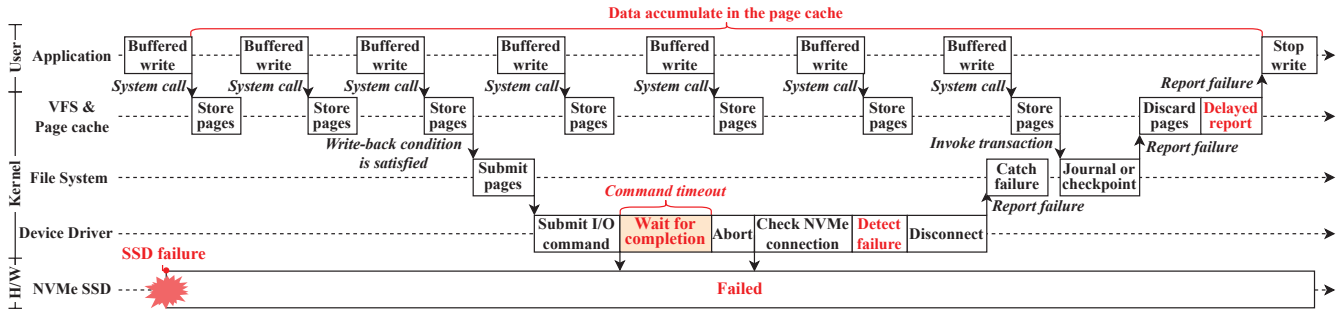 Data accumulate in the page cache
User
Application
Buffered
write
Buffered
write
Buffered
write
Buffered
write
Buffered
write
Buffered
write
Buffered
write
Stop
write
System call
System call
System call
System call
System call
System call
System call
Report failure
Kernel
VFS &
Page cache
Store
pages
Store
pages
Store
pages
Store
pages
Store
pages
Store
pages
Store
pages
Discard
pages
Delayed
report
Write-back condition
is satisfied
Invoke transaction
Report failure
File System
Submit
pages
Command timeout
Catch
failure
Journal or
checkpoint
Report failure
Device Driver
Submit I/O
command
Wait for
completion
Abort
Check NVMe
connection
Detect
failure
Disconnect
SSD failure
H/W
NVMe SSD
Failed